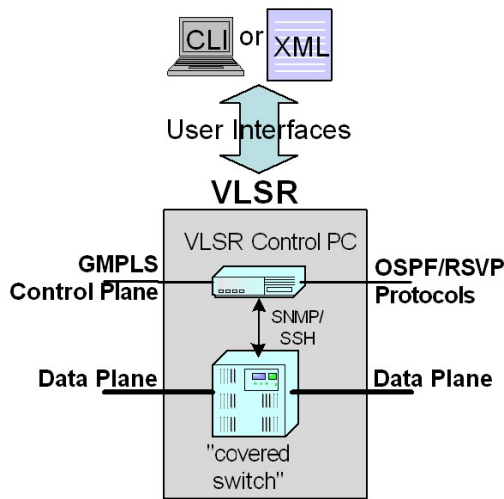 CLI or XML
User Interfaces
VLSR
VLSR Control PC
GMPLS
Control Plane
OSPF/RSVP
Protocols
SNMP/
SSH
Data Plane
Data Plane
"covered
switch"